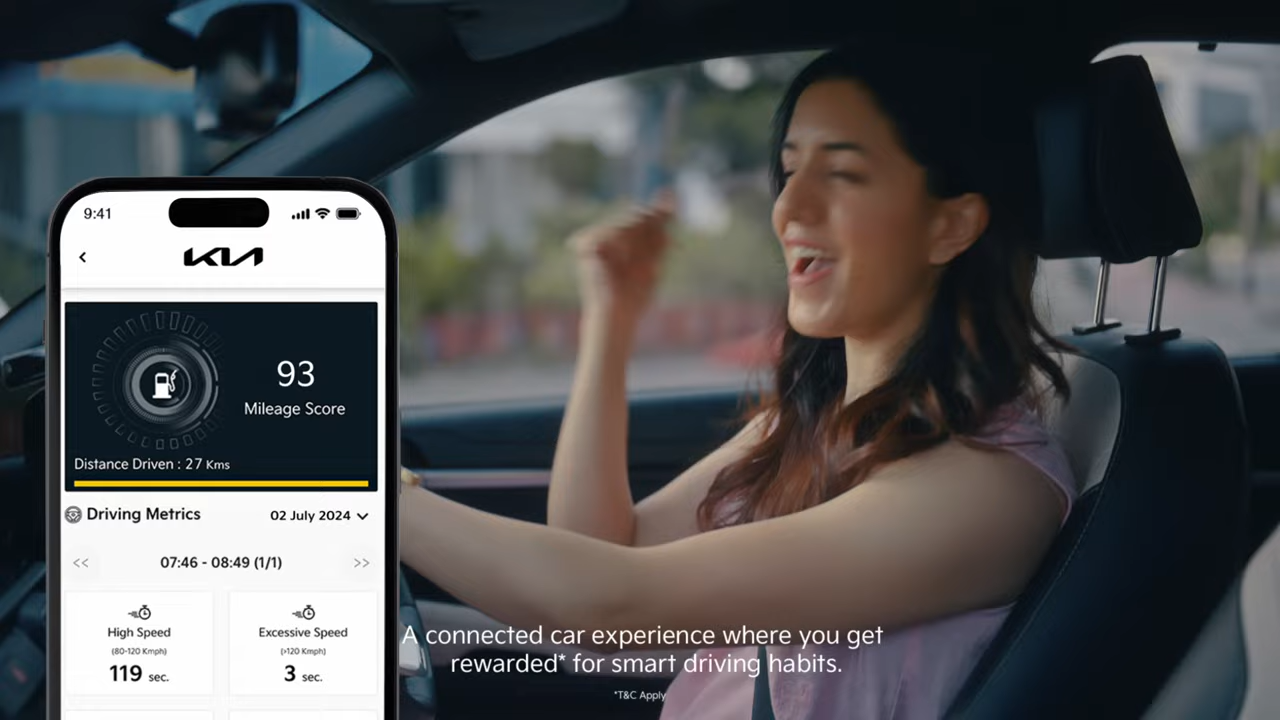 9:41
KIA
93
Mileage Score
Distance Driven : 27 Kms
Driving Metrics
02 July 2024
<< 07:46 - 08:49 (1/1) >>
High Speed
(80-120 Kmph)
119 sec.
Excessive Speed
(>120 Kmph)
3 sec.
A connected car experience where you get
rewarded* for smart driving habits.
*T&C Apply